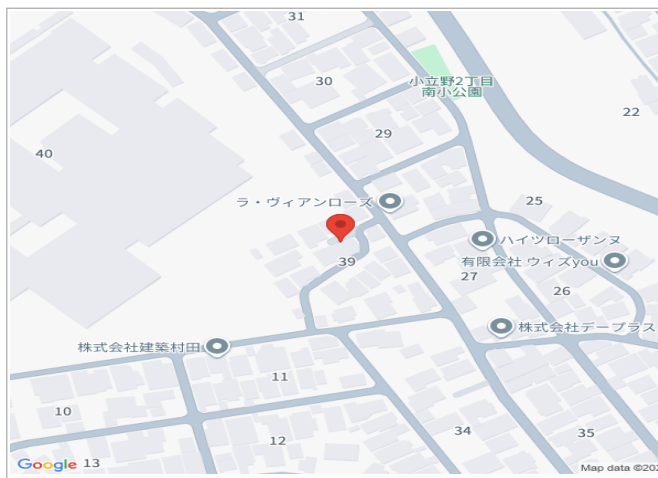 31
30
小立野2丁目
南小公園
22
29
40
ラ・ヴィアンローズ
25
ハイツローザンヌ
39
有限会社 ウィズyou
27
26
株式会社デープラス
株式会社建築村田
11
10
34
35
12
13
Google
Map data ©202